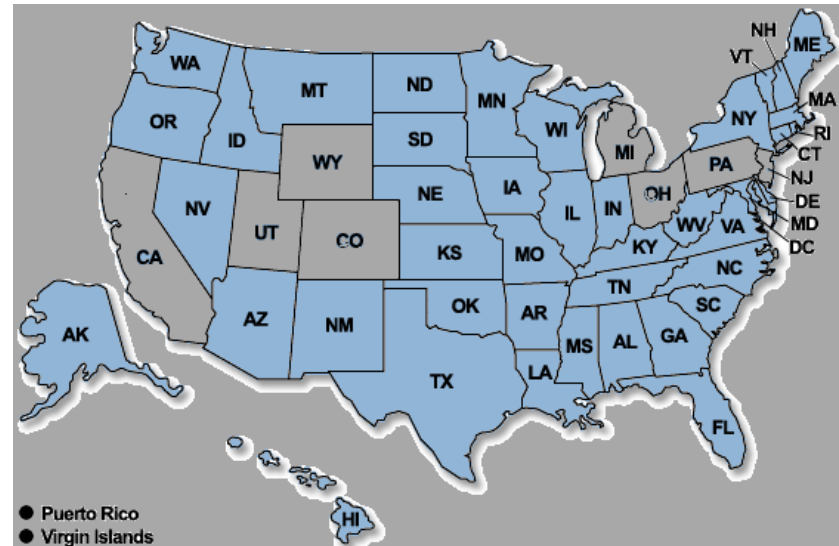 NH
ME
VT
WA
MT
ND
MN
MA
OR
ID
SD
WI
NY
RI
WY
MI
CT
PA
NJ
IA
NE
OH
DE
NV
IL
IN
MD
UT
CO
WV
VA
DC
CA
KS
MO
KY
NC
TN
OK
AR
SC
AZ
NM
MS
AL
GA
AK
TX
LA
FL
HI
Puerto Rico
Virgin Islands